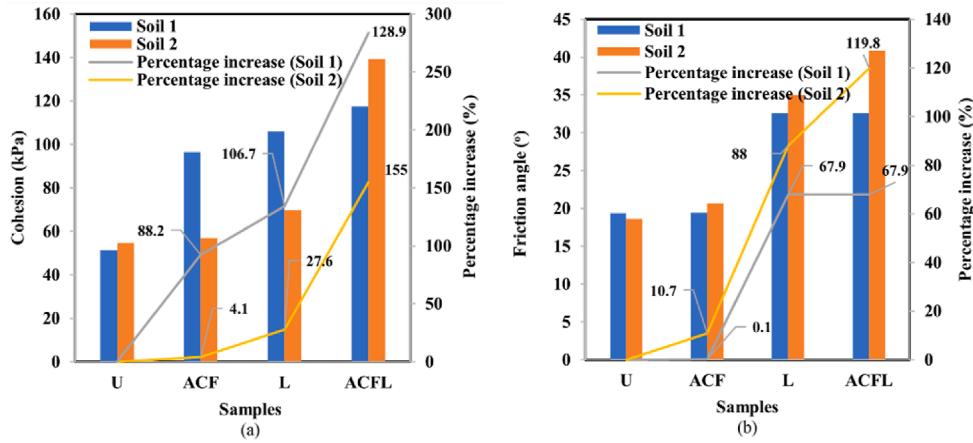 160
140
120
100
80
60
40
20
0
Cohesion (kPa)
Soil 1
Soil 2
Percentage increase (Soil 1)
Percentage increase (Soil 2)
300
250
200
150
100
50
0
Percentage increase (%)
128.9
106.7
155
88.2
27.6
4.1
U ACF L ACFL
Samples
(a)
45
40
35
30
25
20
15
10
5
0
Friction angle (°)
Soil 1
Soil 2
Percentage increase (Soil 1)
Percentage increase (Soil 2)
140
120
100
80
60
40
20
0
Percentage increase (%)
119.8
88
67.9
67.9
10.7
0.1
U ACF L ACFL
Samples
(b)